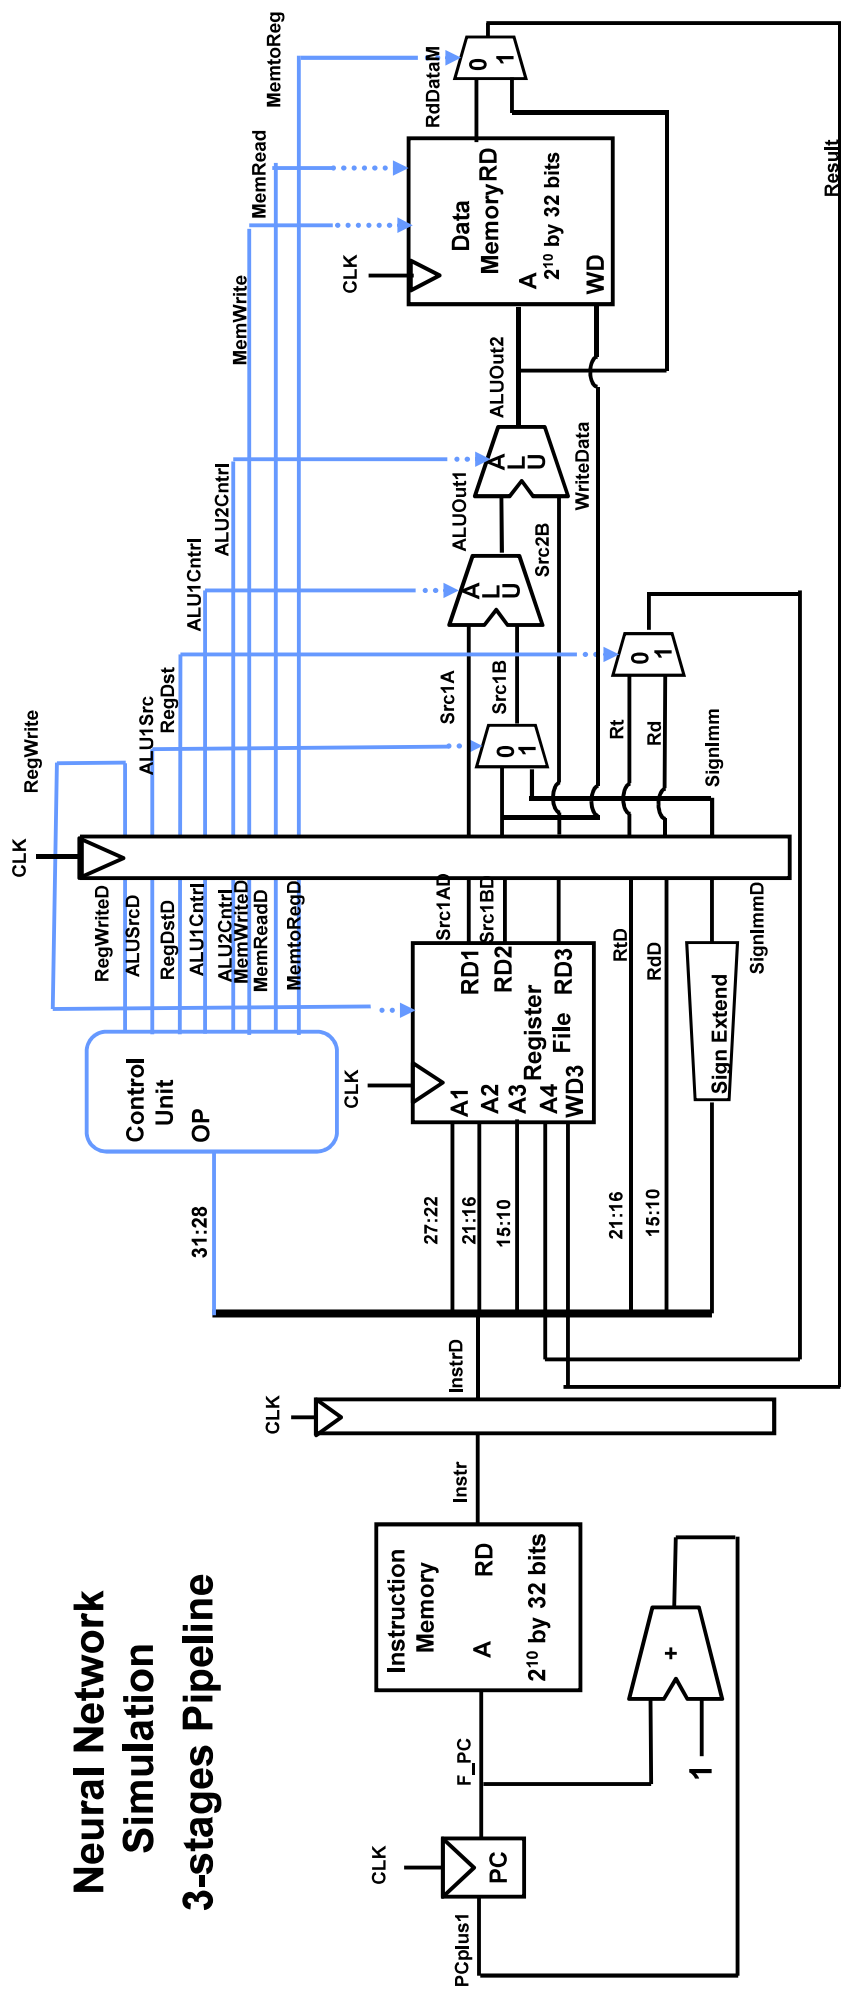 Neural Network
Simulation
3-stages Pipeline
PCplus1
CLK
PC
F_PC
1
+
Instruction
Memory
A
RD
2¹⁰ by 32 bits
Instr
CLK
InstrD
31:28
27:22
21:16
15:10
21:16
15:10
Control
Unit
OP
CLK
A1
A2
A3
A4
WD3
Register
File
RD1
RD2
RD3
Sign Extend
RegWriteD
ALUSrcD
RegDstD
ALU1Cntrl
ALU2Cntrl
MemWriteD
MemReadD
MemtoRegD
Src1AD
Src1BD
RtD
RdD
SignImmD
CLK
RegWrite
ALU1Src
RegDst
ALU1Cntrl
ALU2Cntrl
MemWrite
MemRead
MemtoReg
0
1
Src1A
Src1B
Rt
Rd
SignImm
0
1
ALU
ALUOut1
Src2B
WriteData
ALU
ALUOut2
CLK
Data
Memory
RD
A
2¹⁰ by 32 bits
WD
RdDataM
0
1
Result